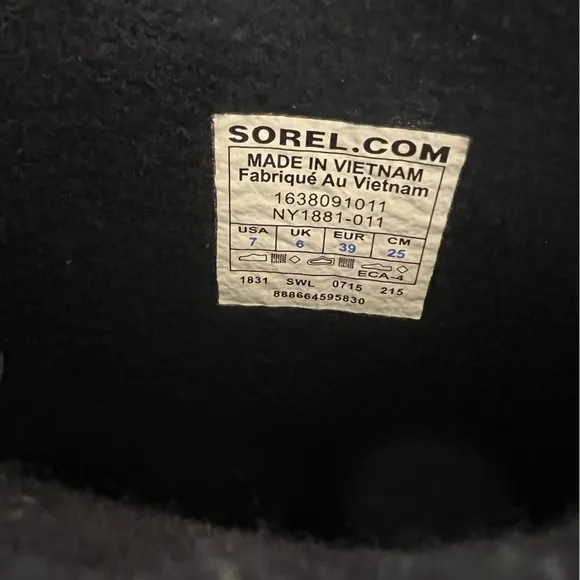 SOREL.COM
MADE IN VIETNAM
Fabriqué Au Vietnam
1638091011
NY1881-011
USA UK EUR CM
7 6 39 25
ECA-4
1831 SWL 0715 215
888664595830